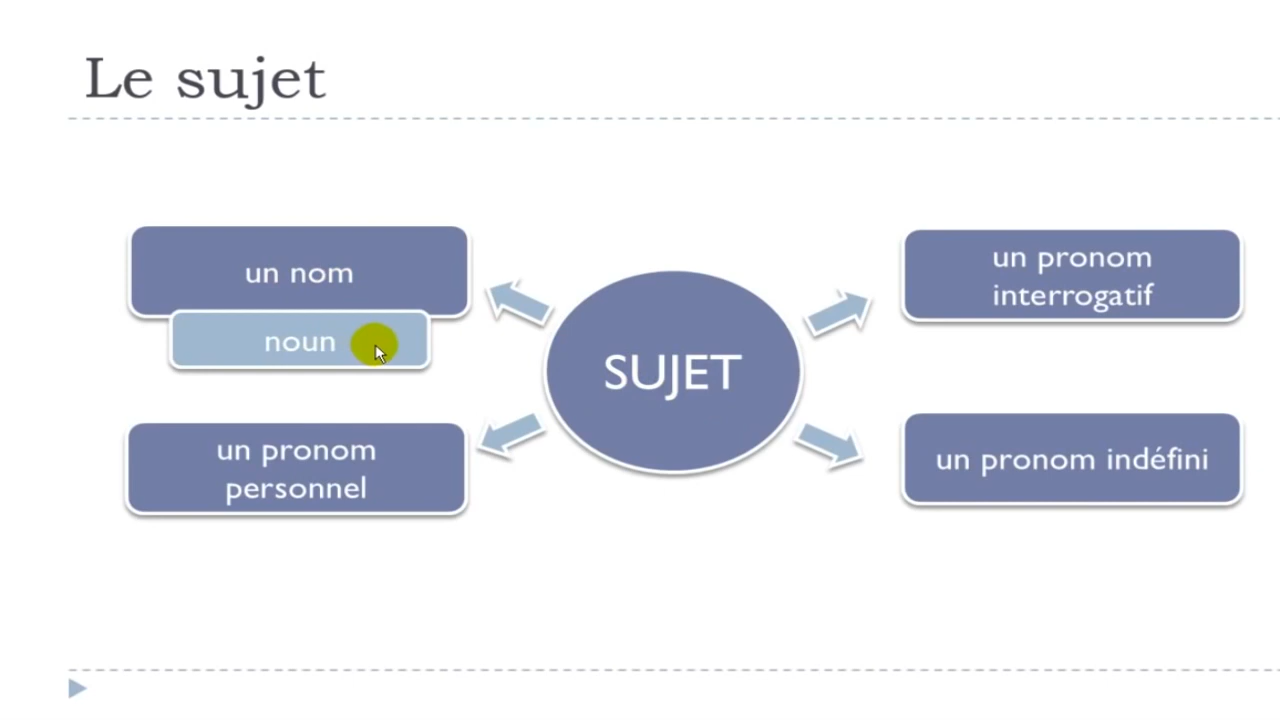 Le sujet
un nom
noun
un pronom
personnel
SUJET
un pronom
interrogatif
un pronom indéfini